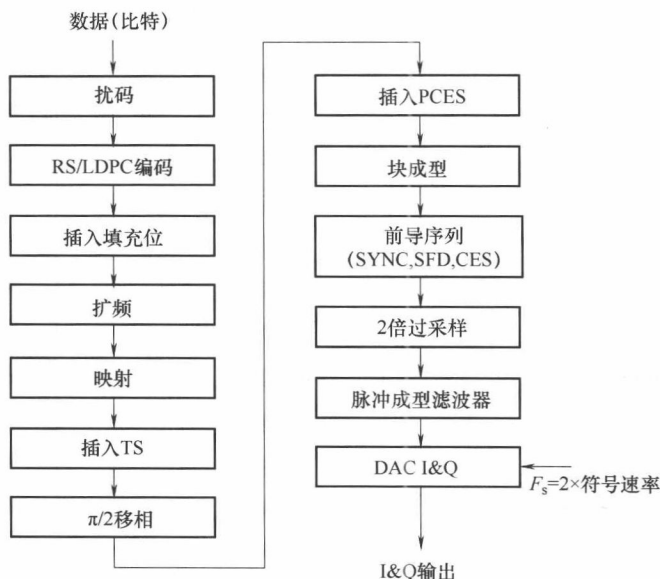 数据(比特)
扰码
RS/LDPC编码
插入填充位
扩频
映射
插入TS
π/2移相
插入PCES
块成型
前导序列
(SYNC,SFD,CES)
2倍过采样
脉冲成型滤波器
DAC I&Q
Fs=2×符号速率
I&Q输出